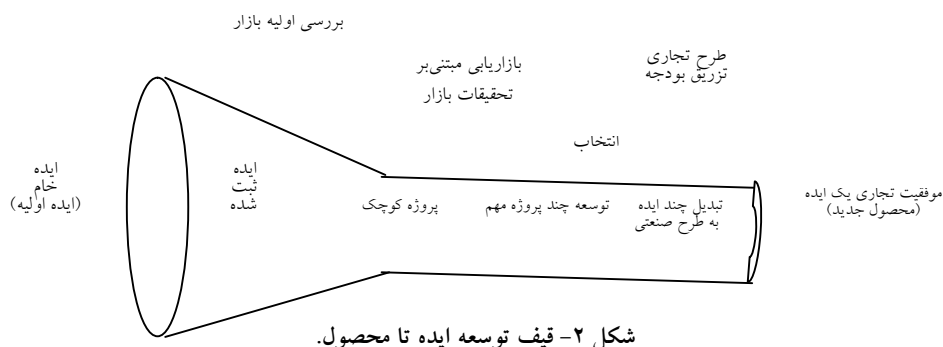 بررسی اولیه بازار
طرح تجاری
تزریق بودجه
بازاریابی مبتنی‌بر
تحقیقات بازار
انتخاب
ایده
خام
(ایده اولیه)
ایده
ثبت
شده
پروژه کوچک
توسعه چند پروژه مهم
تبدیل چند ایده
به طرح صنعتی
موفقیت تجاری یک ایده
(محصول جدید)
شکل ۲- قیف توسعه ایده تا محصول.